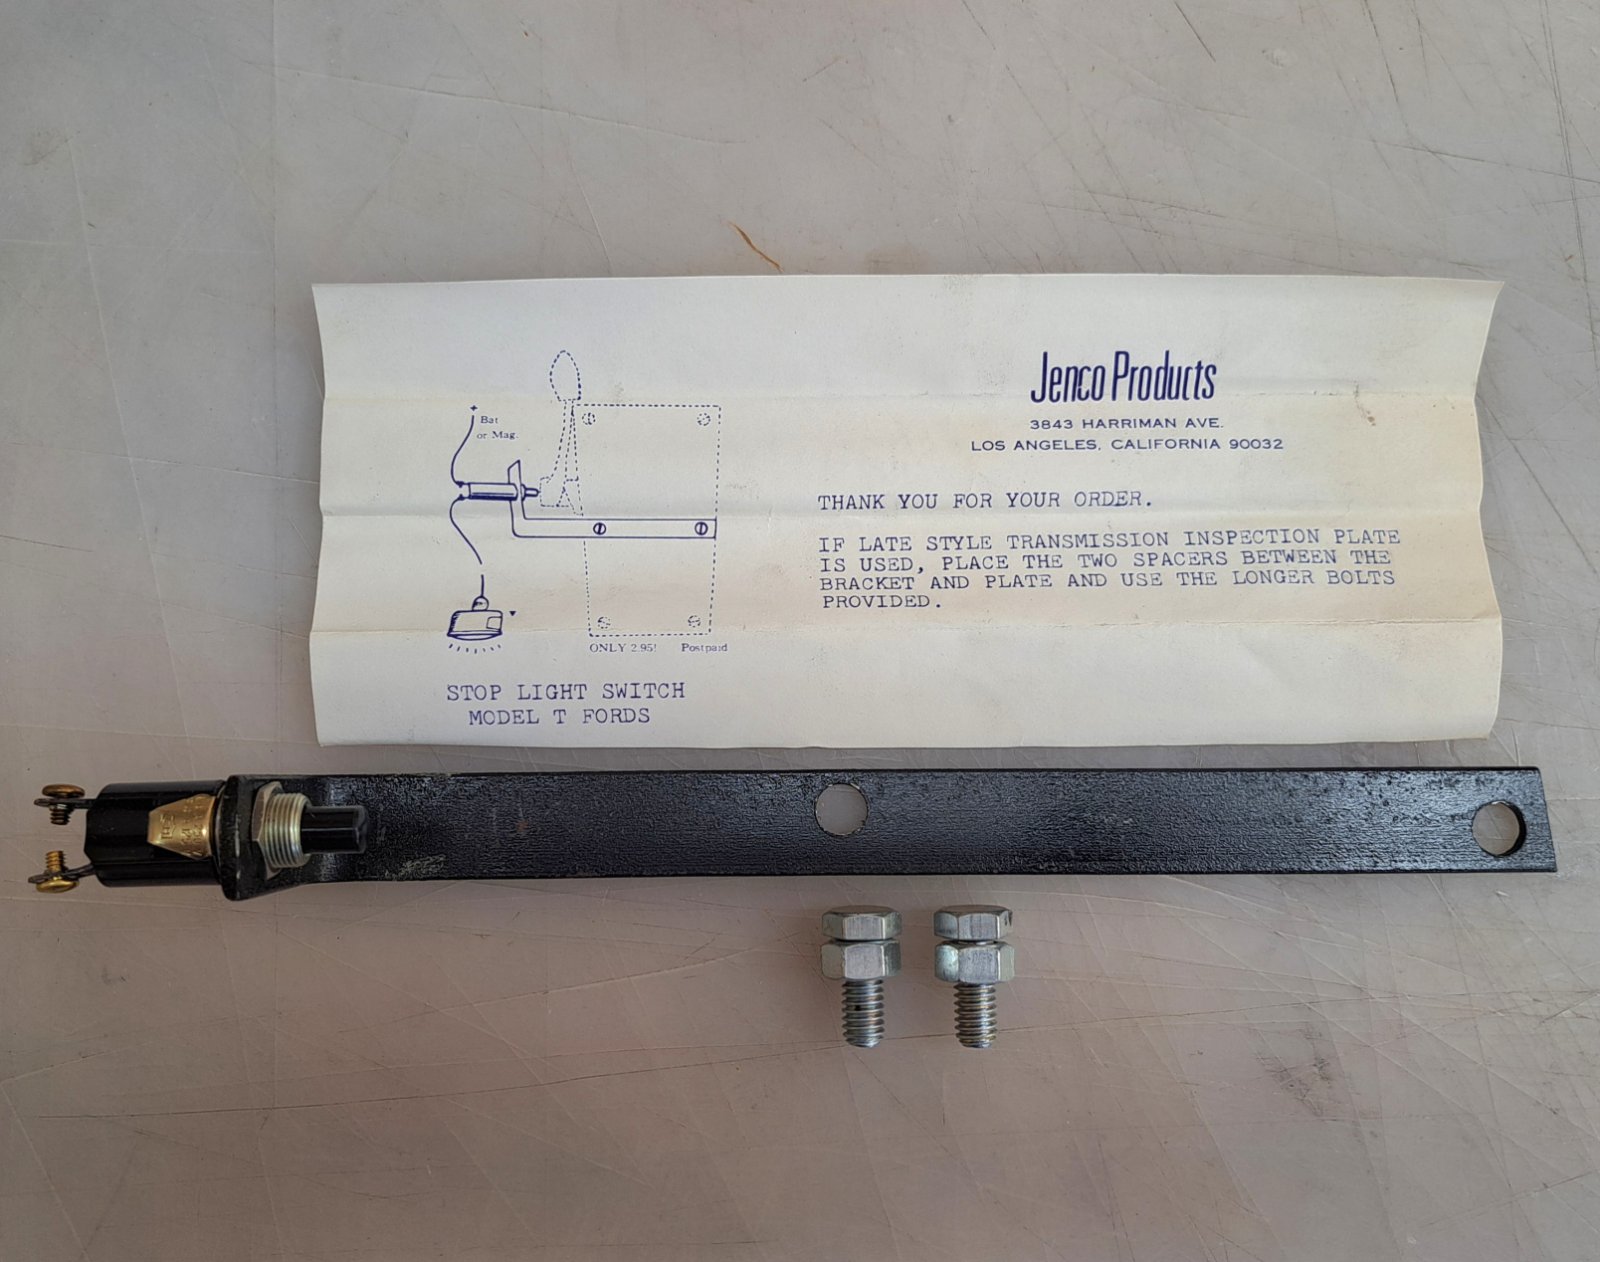 Jenco Products
3843 HARRIMAN AVE.
LOS ANGELES, CALIFORNIA 90032
THANK YOU FOR YOUR ORDER.
IF LATE STYLE TRANSMISSION INSPECTION PLATE
IS USED, PLACE THE TWO SPACERS BETWEEN THE
BRACKET AND PLATE AND USE THE LONGER BOLTS
PROVIDED.
+
Bat
or Mag.
ONLY 2.95! Postpaid
STOP LIGHT SWITCH
MODEL T FORDS